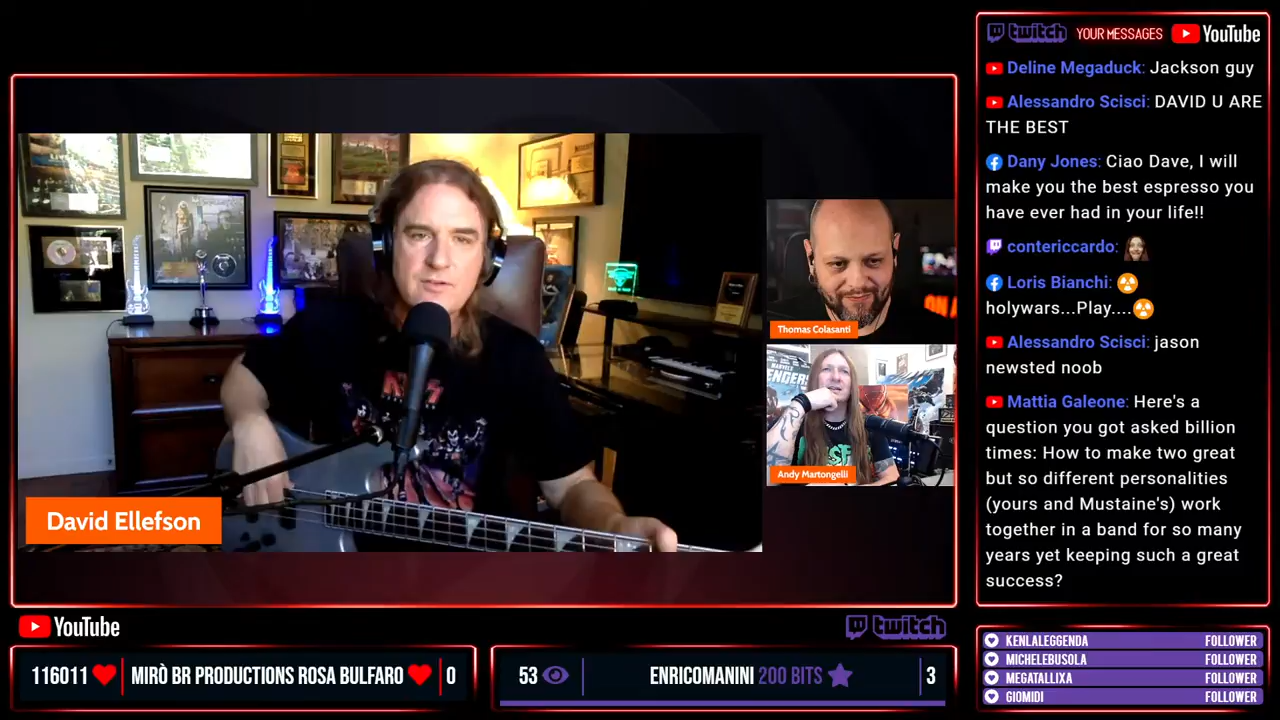 twitch YOUR MESSAGES YouTube
Deline Megaduck: Jackson guy
Alessandro Scisci: DAVID U ARE
THE BEST
Dany Jones: Ciao Dave, I will
make you the best espresso you
have ever had in your life!!
contericcardo:
Loris Bianchi:
holywars...Play....
Alessandro Scisci: jason
newsted noob
Mattia Galeone: Here's a
question you got asked billion
times: How to make two great
but so different personalities
(yours and Mustaine's) work
together in a band for so many
years yet keeping such a great
success?
Thomas Colasanti
Andy Martongelli
David Ellefson
YouTube
twitch
116011 MIRÒ BR PRODUCTIONS ROSA BULFARO 0
53 ENRICOMANINI 200 BITS 3
KENLALEGGENDA FOLLOWER
MICHELEBUSOLA FOLLOWER
MEGATALLIXA FOLLOWER
GIOMIDI FOLLOWER